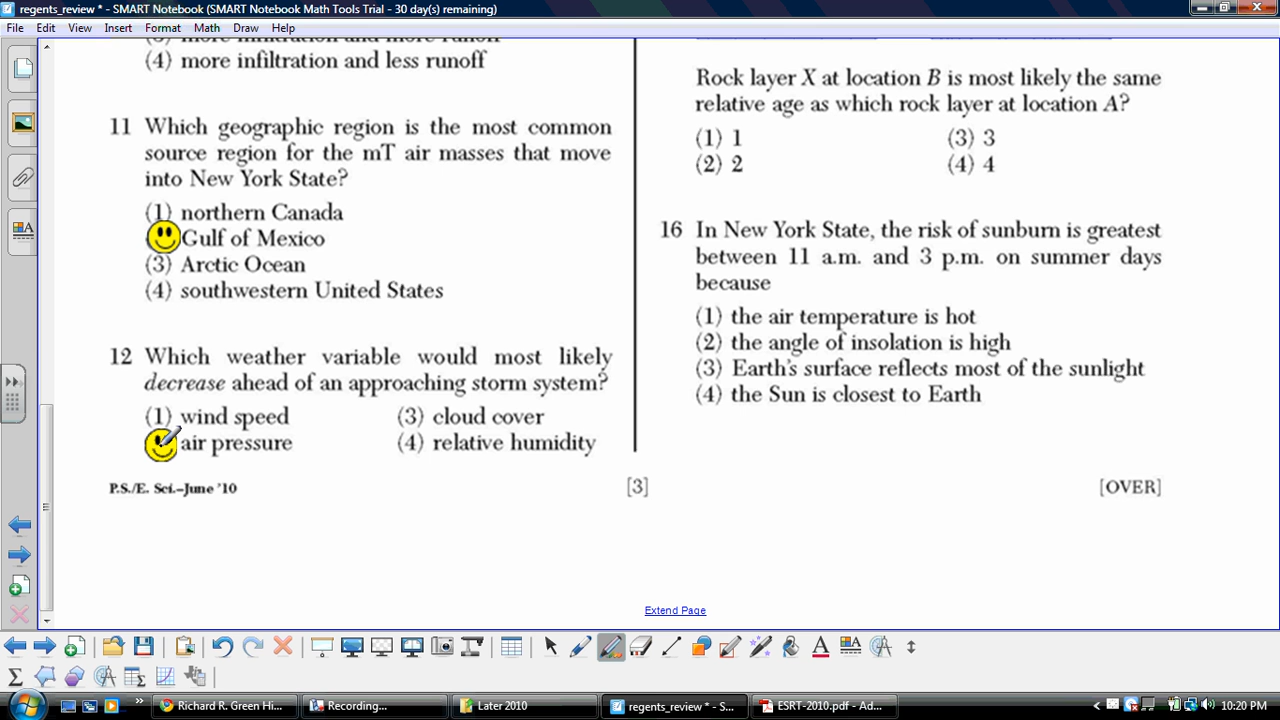 regents_review * - SMART Notebook (SMART Notebook Math Tools Trial - 30 day(s) remaining)
File Edit View Insert Format Math Draw Help
(3) more infiltration and more runoff
(4) more infiltration and less runoff
11 Which geographic region is the most common
source region for the mT air masses that move
into New York State?
(1) northern Canada
Gulf of Mexico
(3) Arctic Ocean
(4) southwestern United States
12 Which weather variable would most likely
decrease ahead of an approaching storm system?
(1) wind speed (3) cloud cover
air pressure (4) relative humidity
Rock layer X at location B is most likely the same
relative age as which rock layer at location A?
(1) 1 (3) 3
(2) 2 (4) 4
16 In New York State, the risk of sunburn is greatest
between 11 a.m. and 3 p.m. on summer days
because
(1) the air temperature is hot
(2) the angle of insolation is high
(3) Earth's surface reflects most of the sunlight
(4) the Sun is closest to Earth
P.S./E. Sci.–June '10 [3] [OVER]
Extend Page
Richard R. Green Hi... Recording... Later 2010 regents_review * - S... ESRT-2010.pdf - Ad... 10:20 PM